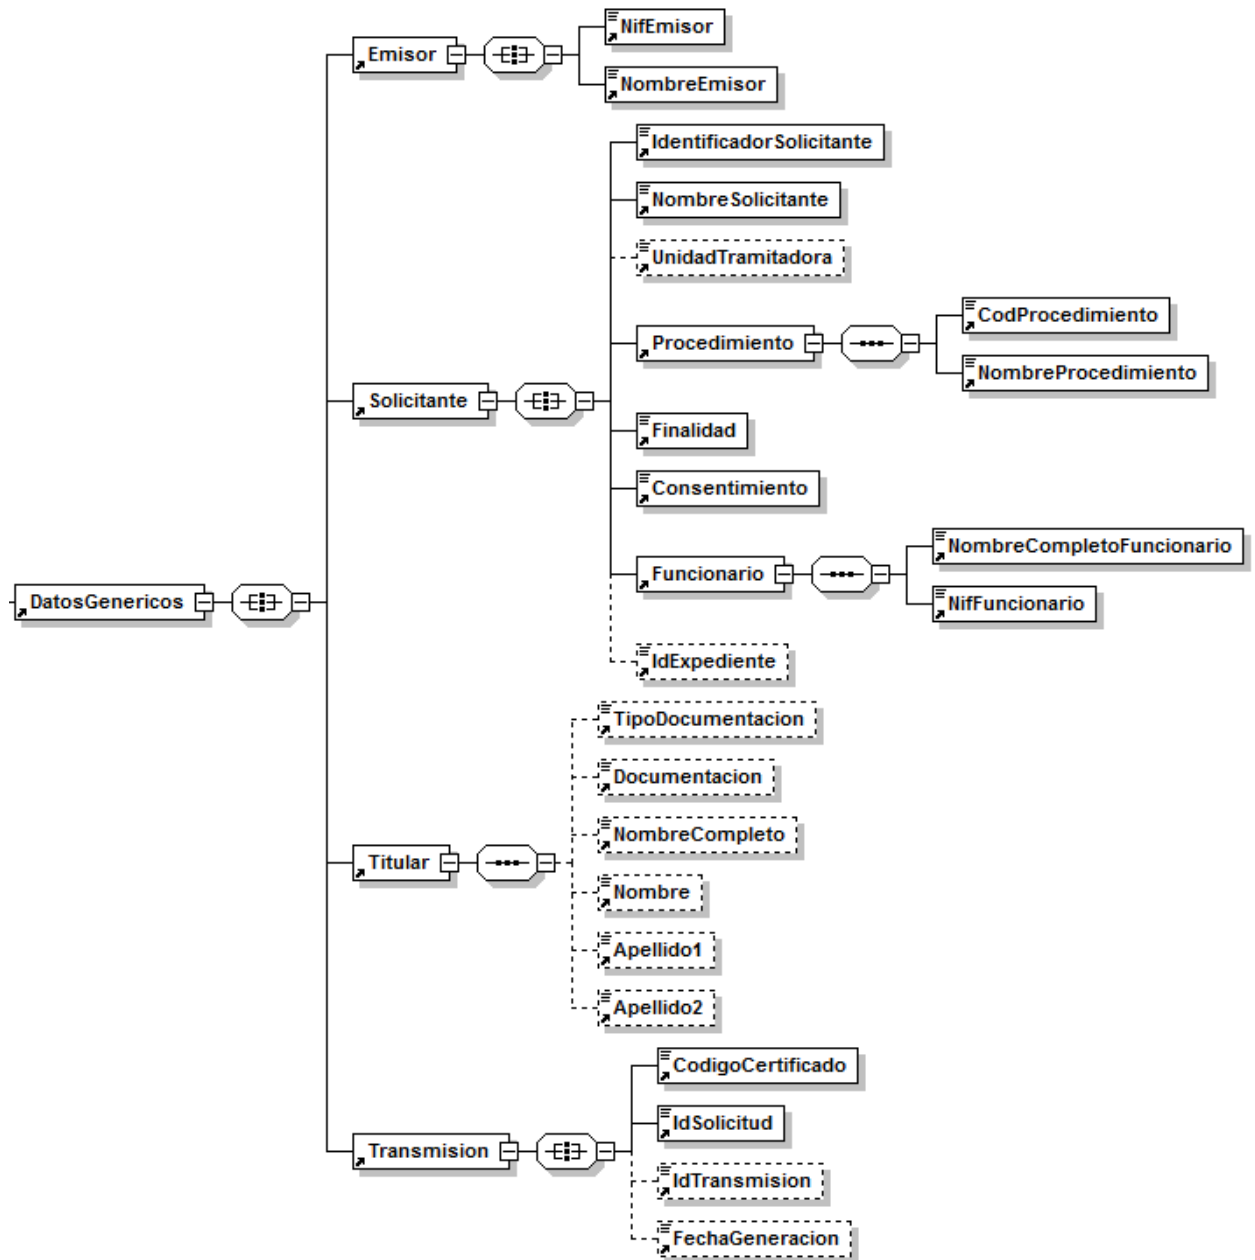 DatosGenericos
Emisor
NifEmisor
NombreEmisor
Solicitante
IdentificadorSolicitante
NombreSolicitante
UnidadTramitadora
Procedimiento
CodProcedimiento
NombreProcedimiento
Finalidad
Consentimiento
Funcionario
NombreCompletoFuncionario
NifFuncionario
IdExpediente
Titular
TipoDocumentacion
Documentacion
NombreCompleto
Nombre
Apellido1
Apellido2
Transmision
CodigoCertificado
IdSolicitud
IdTransmision
FechaGeneracion